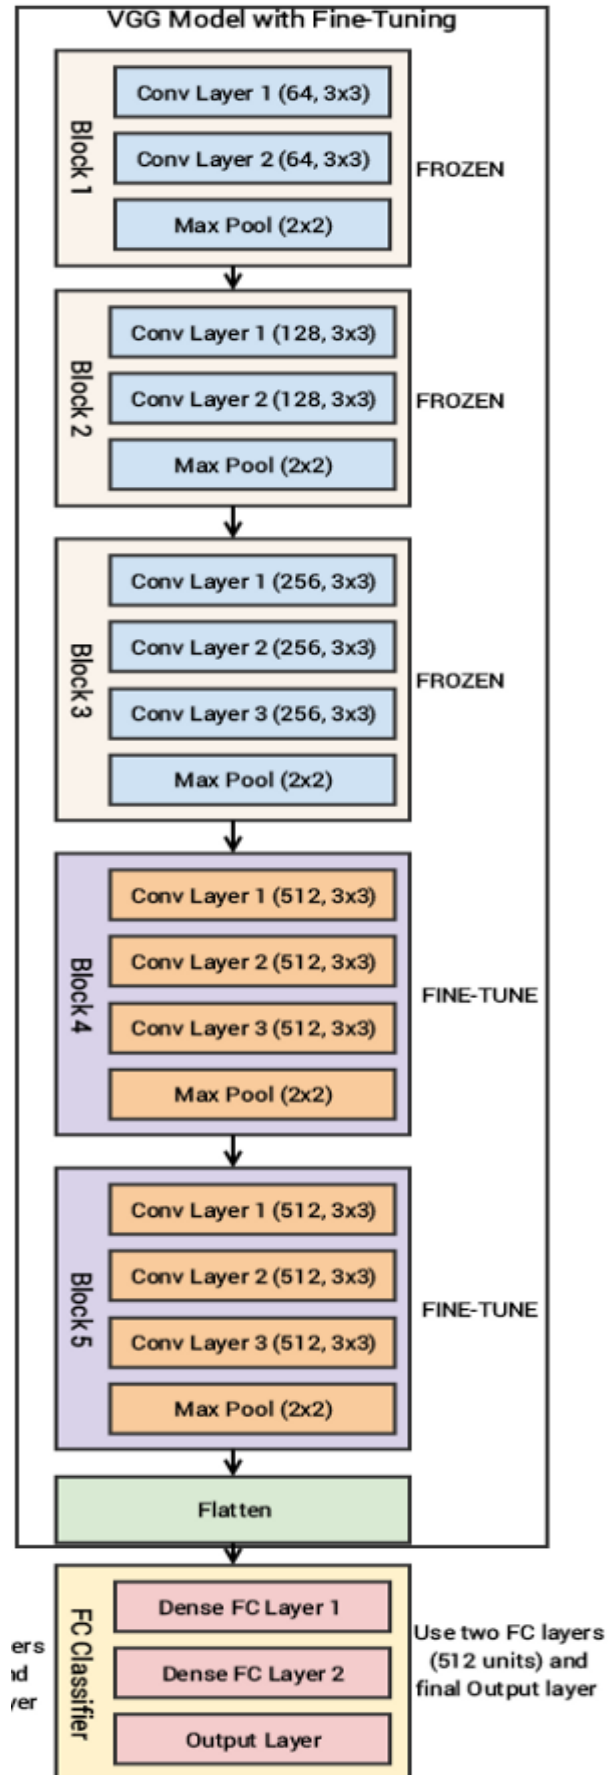 VGG Model with Fine-Tuning
Block 1
Conv Layer 1 (64, 3x3)
Conv Layer 2 (64, 3x3)
Max Pool (2x2)
FROZEN
Block 2
Conv Layer 1 (128, 3x3)
Conv Layer 2 (128, 3x3)
Max Pool (2x2)
FROZEN
Block 3
Conv Layer 1 (256, 3x3)
Conv Layer 2 (256, 3x3)
Conv Layer 3 (256, 3x3)
Max Pool (2x2)
FROZEN
Block 4
Conv Layer 1 (512, 3x3)
Conv Layer 2 (512, 3x3)
Conv Layer 3 (512, 3x3)
Max Pool (2x2)
FINE-TUNE
Block 5
Conv Layer 1 (512, 3x3)
Conv Layer 2 (512, 3x3)
Conv Layer 3 (512, 3x3)
Max Pool (2x2)
FINE-TUNE
Flatten
FC Classifier
Dense FC Layer 1
Dense FC Layer 2
Output Layer
Use two FC layers
(512 units) and
final Output layer